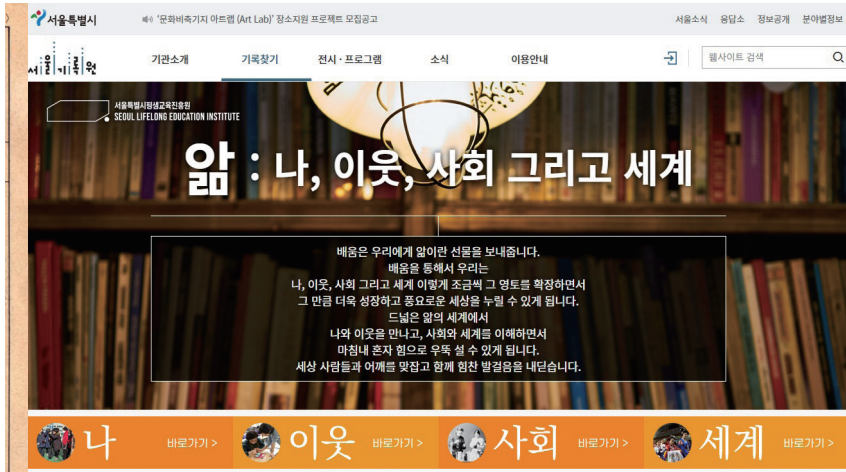 서울특별시
'문화비축기지 아트랩 (Art Lab)' 장소지원 프로젝트 모집공고
서울소식 응답소 정보공개 분야별정보
서울기록원
기관소개 기록찾기 전시·프로그램 소식 이용안내
웹사이트 검색
서울특별시평생교육진흥원
SEOUL LIFELONG EDUCATION INSTITUTE
앎 : 나, 이웃, 사회 그리고 세계
배움은 우리에게 앎이란 선물을 보내줍니다.
배움을 통해서 우리는
나, 이웃, 사회 그리고 세계 이렇게 조금씩 그 영토를 확장하면서
그 만큼 더욱 성장하고 풍요로운 세상을 누릴 수 있게 됩니다.
드넓은 앎의 세계에서
나와 이웃을 만나고, 사회와 세계를 이해하면서
마침내 혼자 힘으로 우뚝 설 수 있게 됩니다.
세상 사람들과 어깨를 맞잡고 함께 힘찬 발걸음을 내딛습니다.
나 바로가기 > 이웃 바로가기 > 사회 바로가기 > 세계 바로가기 >